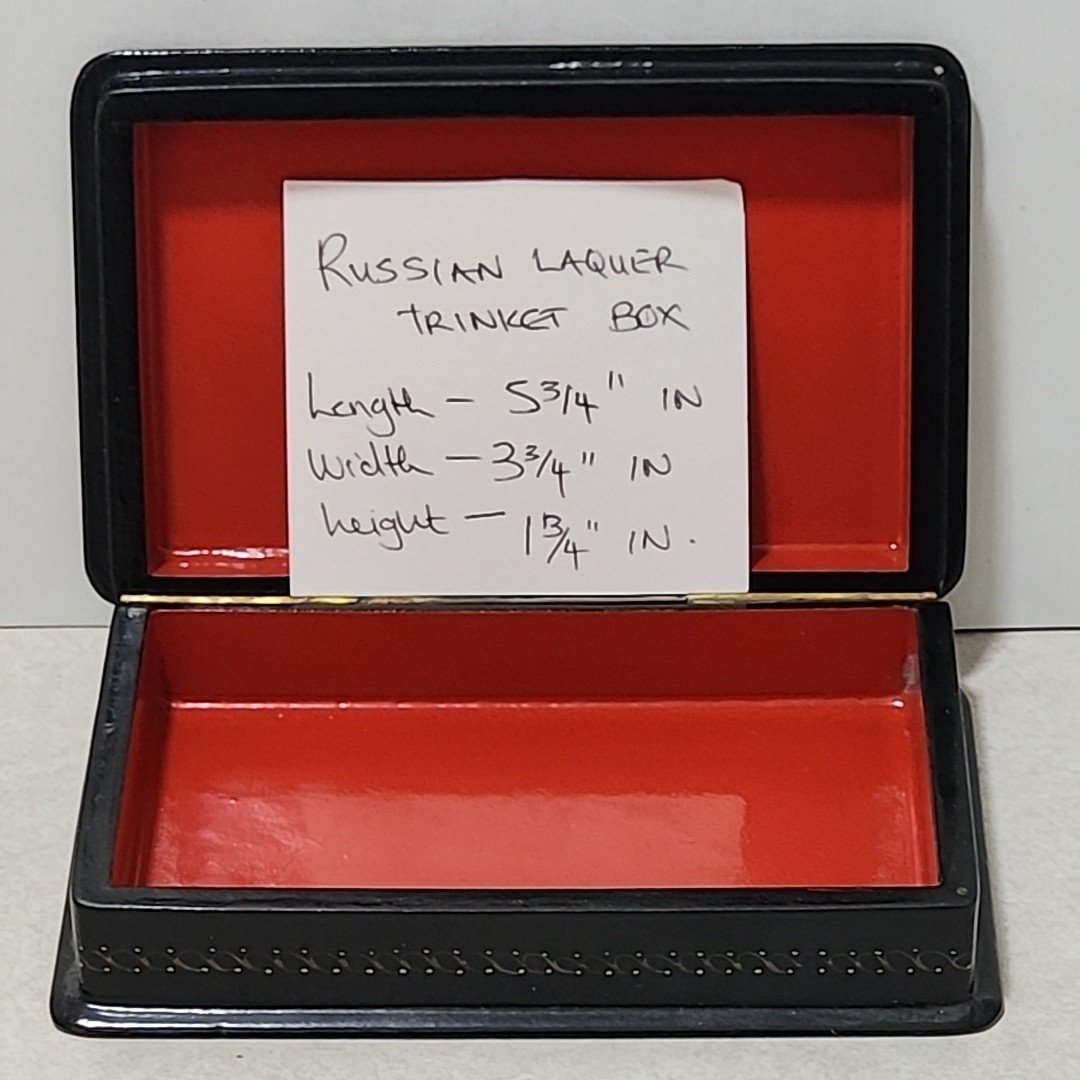 RUSSIAN LAQUER
TRINKET BOX
Length - 5 3/4" IN
Width - 3 3/4" IN
height - 1 3/4" IN.